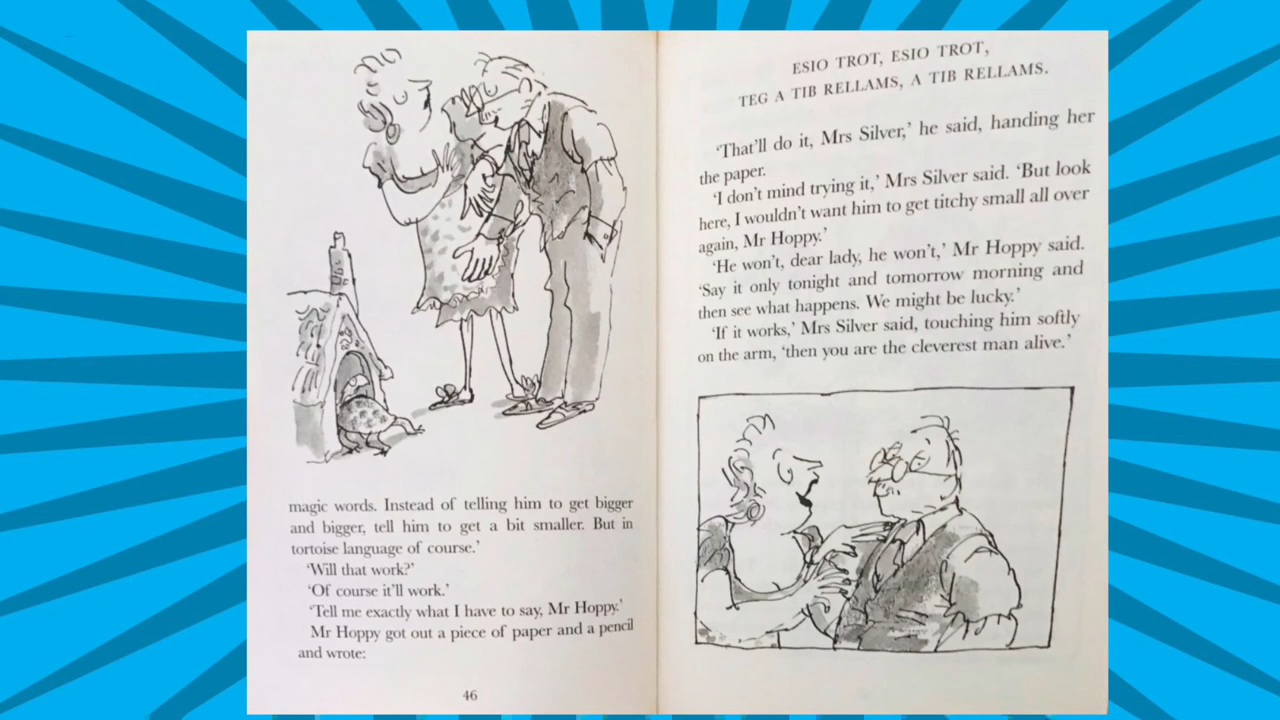 magic words. Instead of telling him to get bigger
and bigger, tell him to get a bit smaller. But in
tortoise language of course.’
‘Will that work?’
‘Of course it’ll work.’
‘Tell me exactly what I have to say, Mr Hoppy.’
Mr Hoppy got out a piece of paper and a pencil
and wrote:
46
ESIO TROT, ESIO TROT,
TEG A TIB RELLAMS, A TIB RELLAMS.
‘That’ll do it, Mrs Silver,’ he said, handing her
the paper.
‘I don’t mind trying it,’ Mrs Silver said. ‘But look
here, I wouldn’t want him to get titchy small all over
again, Mr Hoppy.’
‘He won’t, dear lady, he won’t,’ Mr Hoppy said.
‘Say it only tonight and tomorrow morning and
then see what happens. We might be lucky.’
‘If it works,’ Mrs Silver said, touching him softly
on the arm, ‘then you are the cleverest man alive.’